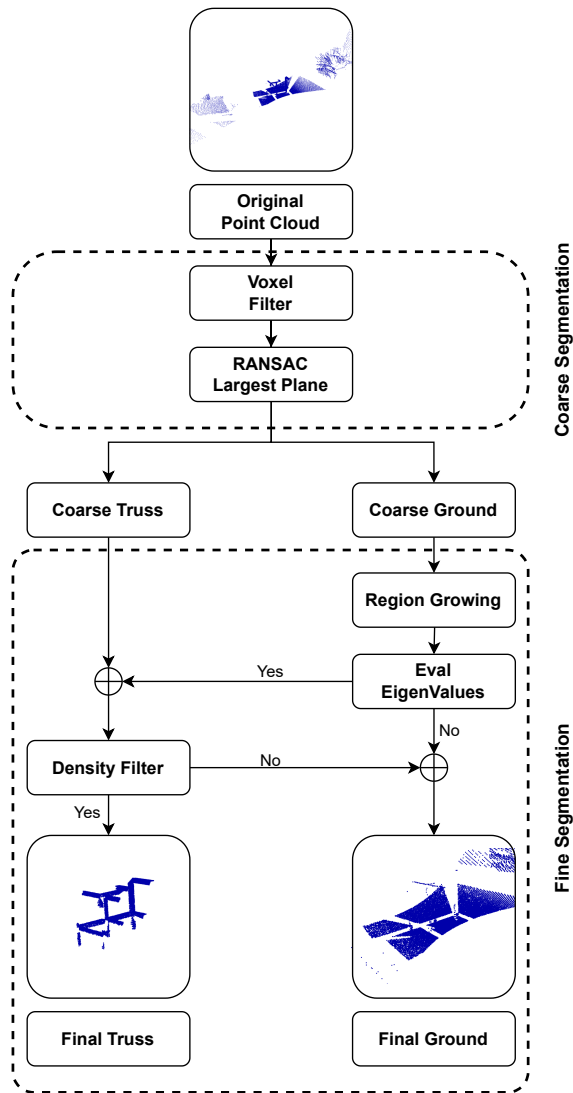 Original
Point Cloud
Voxel
Filter
RANSAC
Largest Plane
Coarse Segmentation
Coarse Truss
Coarse Ground
Region Growing
Eval
EigenValues
Yes
No
Density Filter
No
Yes
Fine Segmentation
Final Truss
Final Ground